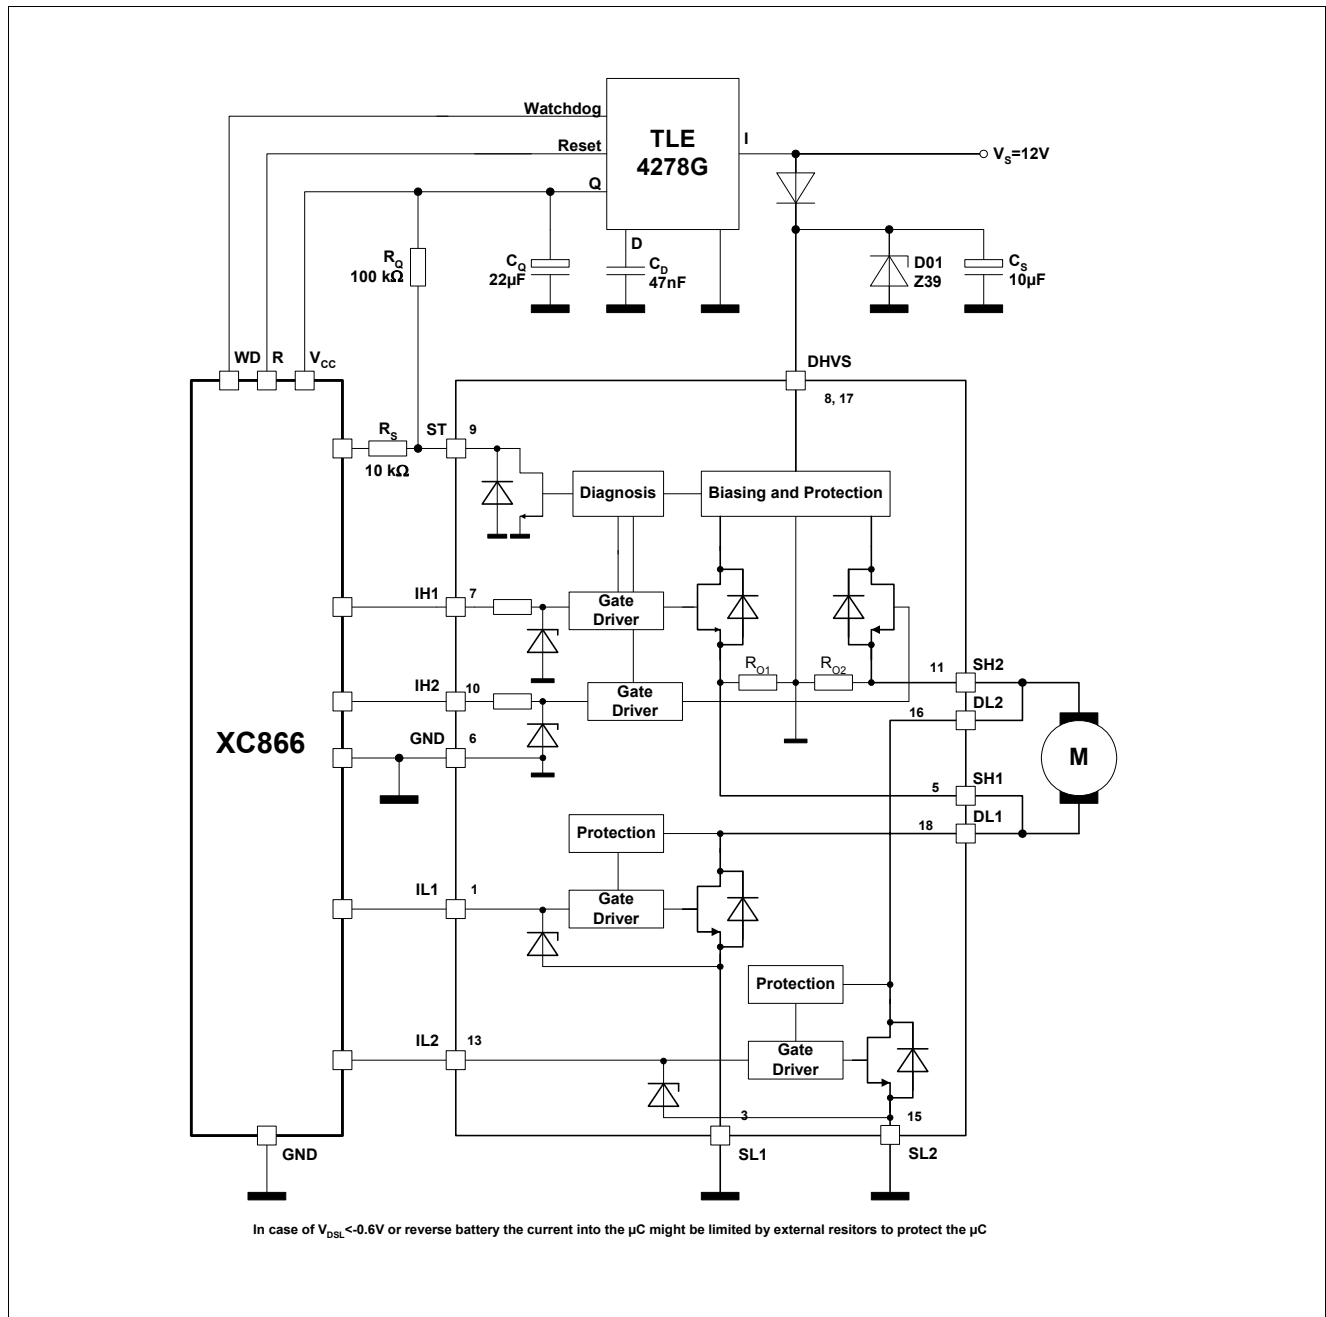 Watchdog
TLE
4278G
I
Reset
V_S=12V
Q
D
R_Q
100 kΩ
C_Q
22µF
C_D
47nF
D01
Z39
C_S
10µF
WD
R
V_CC
DHVS
8, 17
R_S
10 kΩ
ST
9
Diagnosis
Biasing and Protection
IH1
7
Gate
Driver
R_O1
R_O2
11
SH2
IH2
10
Gate
Driver
16
DL2
XC866
GND
6
M
5
SH1
Protection
18
DL1
IL1
1
Gate
Driver
Protection
IL2
13
Gate
Driver
3
15
GND
SL1
SL2
In case of V_DSL<-0.6V or reverse battery the current into the µC might be limited by external resitors to protect the µC